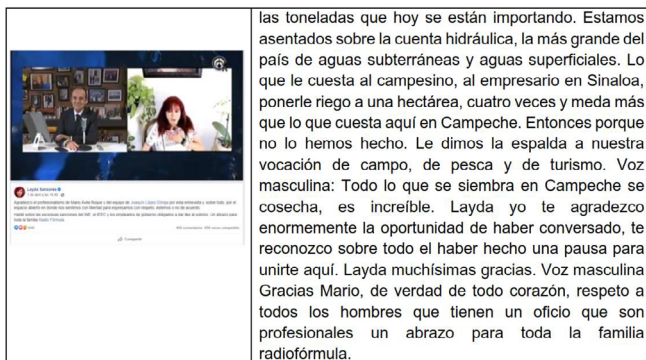 las toneladas que hoy se están importando. Estamos
asentados sobre la cuenta hidráulica, la más grande del
país de aguas subterráneas y aguas superficiales. Lo
que le cuesta al campesino, al empresario en Sinaloa,
ponerle riego a una hectárea, cuatro veces y meda más
que lo que cuesta aquí en Campeche. Entonces porque
no lo hemos hecho. Le dimos la espalda a nuestra
vocación de campo, de pesca y de turismo. Voz
masculina: Todo lo que se siembra en Campeche se
cosecha, es increíble. Layda yo te agradezco
enormemente la oportunidad de haber conversado, te
reconozco sobre todo el haber hecho una pausa para
unirte aquí. Layda muchísimas gracias. Voz masculina
Gracias Mario, de verdad de todo corazón, respeto a
todos los hombres que tienen un oficio que son
profesionales un abrazo para toda la familia
radiofórmula.
Layda Sansores
Compartir